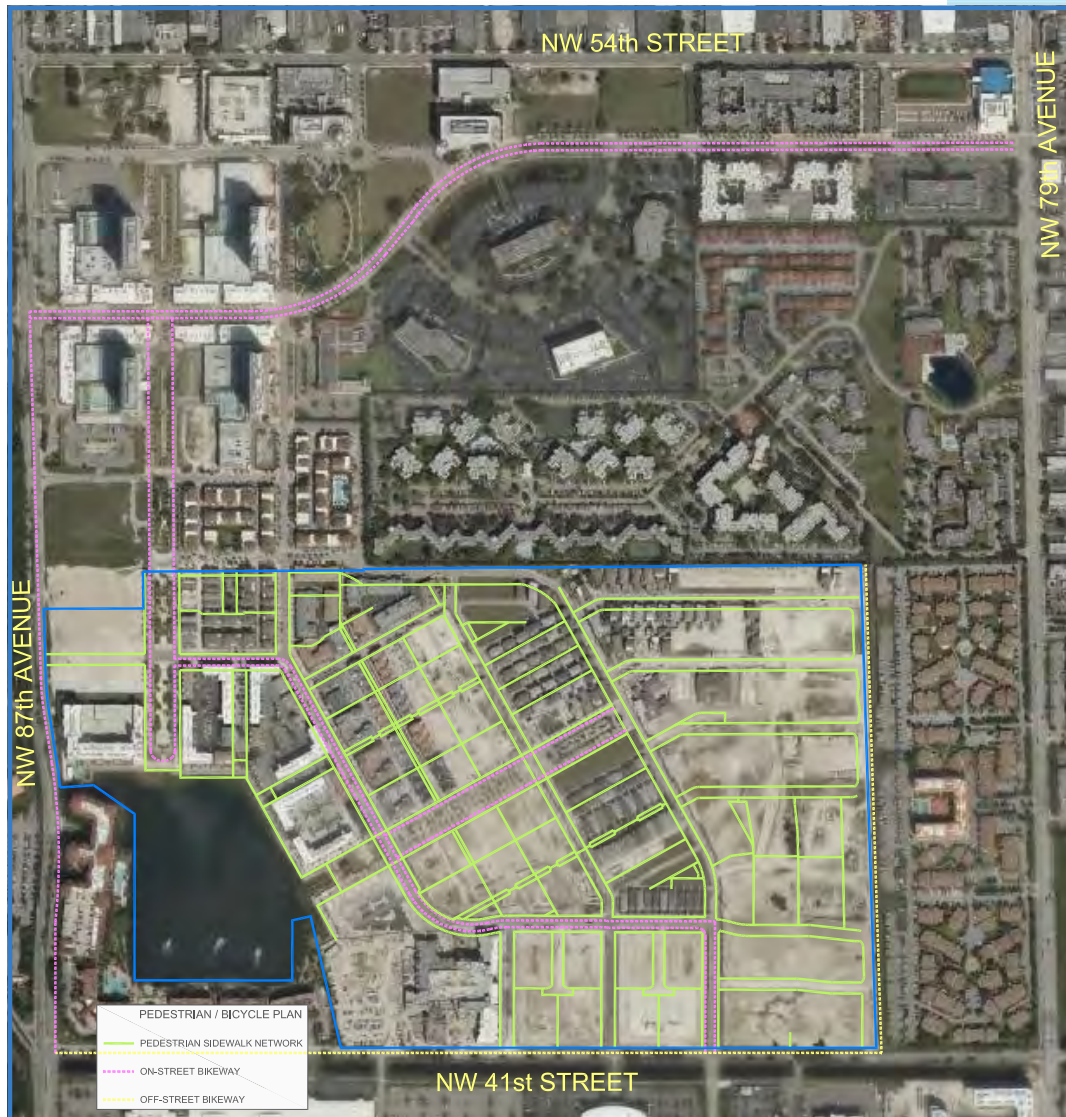 NW 54th STREET
NW 79th AVENUE
NW 87th AVENUE
PEDESTRIAN / BICYCLE PLAN
PEDESTRIAN SIDEWALK NETWORK
ON-STREET BIKEWAY
OFF-STREET BIKEWAY
NW 41st STREET